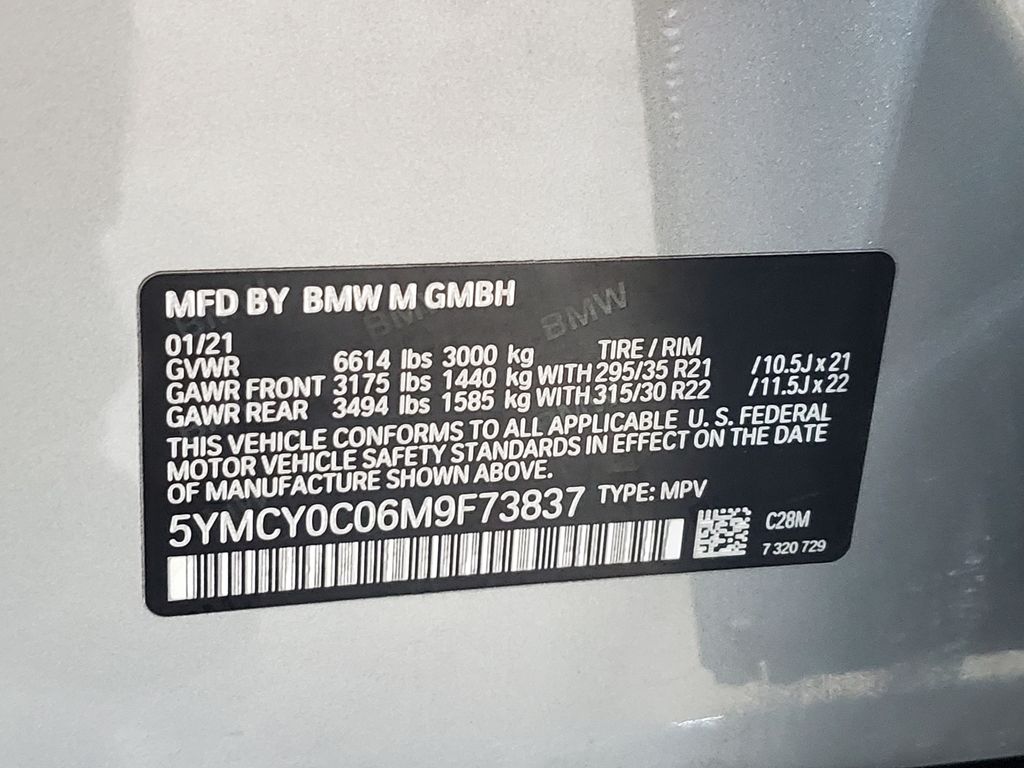 MFD BY BMW M GMBH
01/21
GVWR 6614 lbs 3000 kg TIRE / RIM
GAWR FRONT 3175 lbs 1440 kg WITH 295/35 R21 / 10.5J x 21
GAWR REAR 3494 lbs 1585 kg WITH 315/30 R22 / 11.5J x 22
THIS VEHICLE CONFORMS TO ALL APPLICABLE U. S. FEDERAL
MOTOR VEHICLE SAFETY STANDARDS IN EFFECT ON THE DATE
OF MANUFACTURE SHOWN ABOVE.
5YMCY0C06M9F73837 TYPE: MPV
C28M
7 320 729
BMW